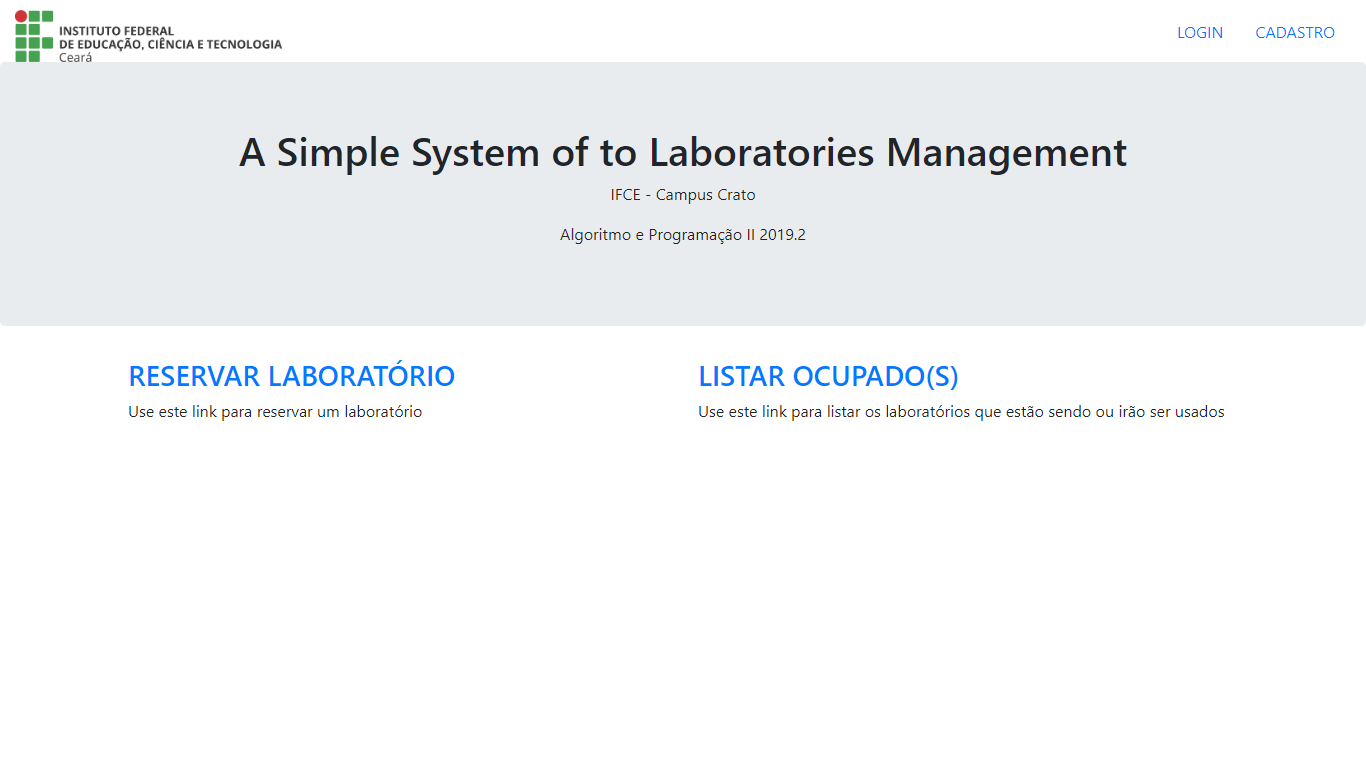 INSTITUTO FEDERAL
DE EDUCAÇÃO, CIÊNCIA E TECNOLOGIA
Ceará
LOGIN
CADASTRO
A Simple System of to Laboratories Management
IFCE - Campus Crato
Algoritmo e Programação II 2019.2
RESERVAR LABORATÓRIO
Use este link para reservar um laboratório
LISTAR OCUPADO(S)
Use este link para listar os laboratórios que estão sendo ou irão ser usados